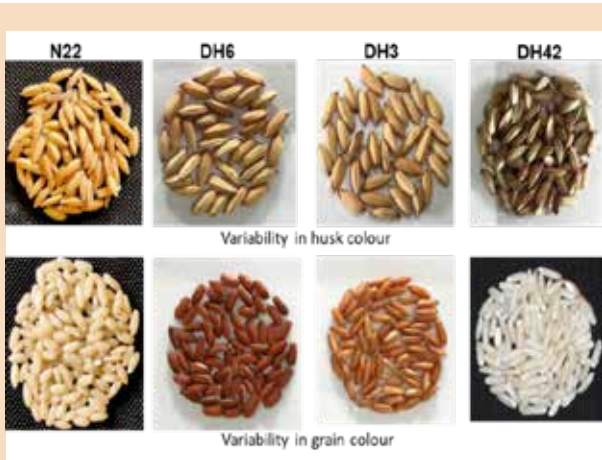 N22 DH6 DH3 DH42
Variability in husk colour
Variability in grain colour